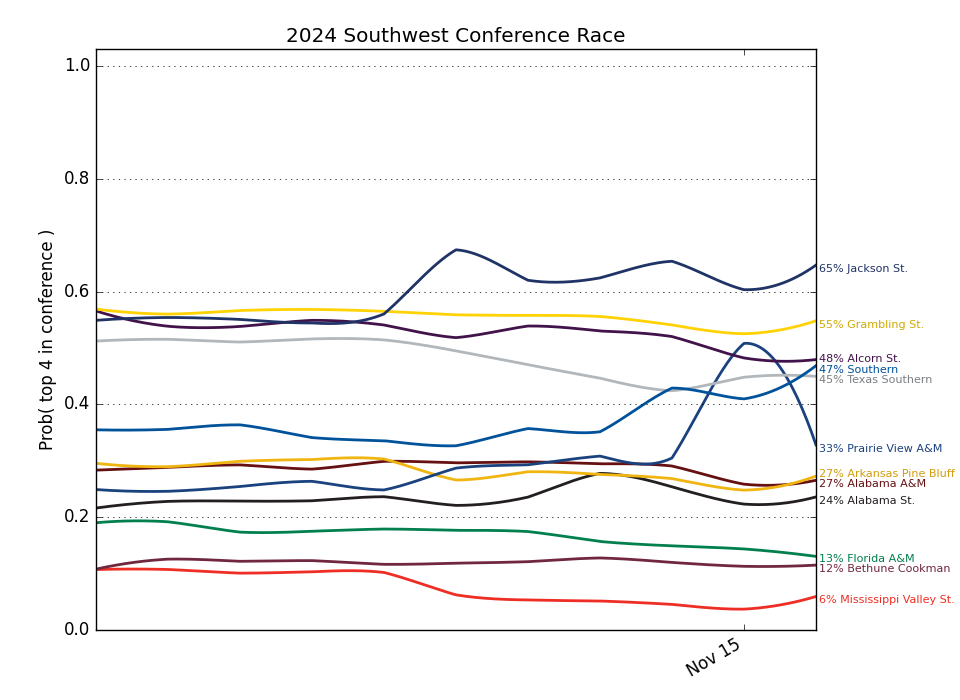 2024 Southwest Conference Race
Prob( top 4 in conference )
1.0
0.8
0.6
0.4
0.2
0.0
Nov 15
65% Jackson St.
55% Grambling St.
48% Alcorn St.
47% Southern
45% Texas Southern
33% Prairie View A&M
27% Arkansas Pine Bluff
27% Alabama A&M
24% Alabama St.
13% Florida A&M
12% Bethune Cookman
6% Mississippi Valley St.